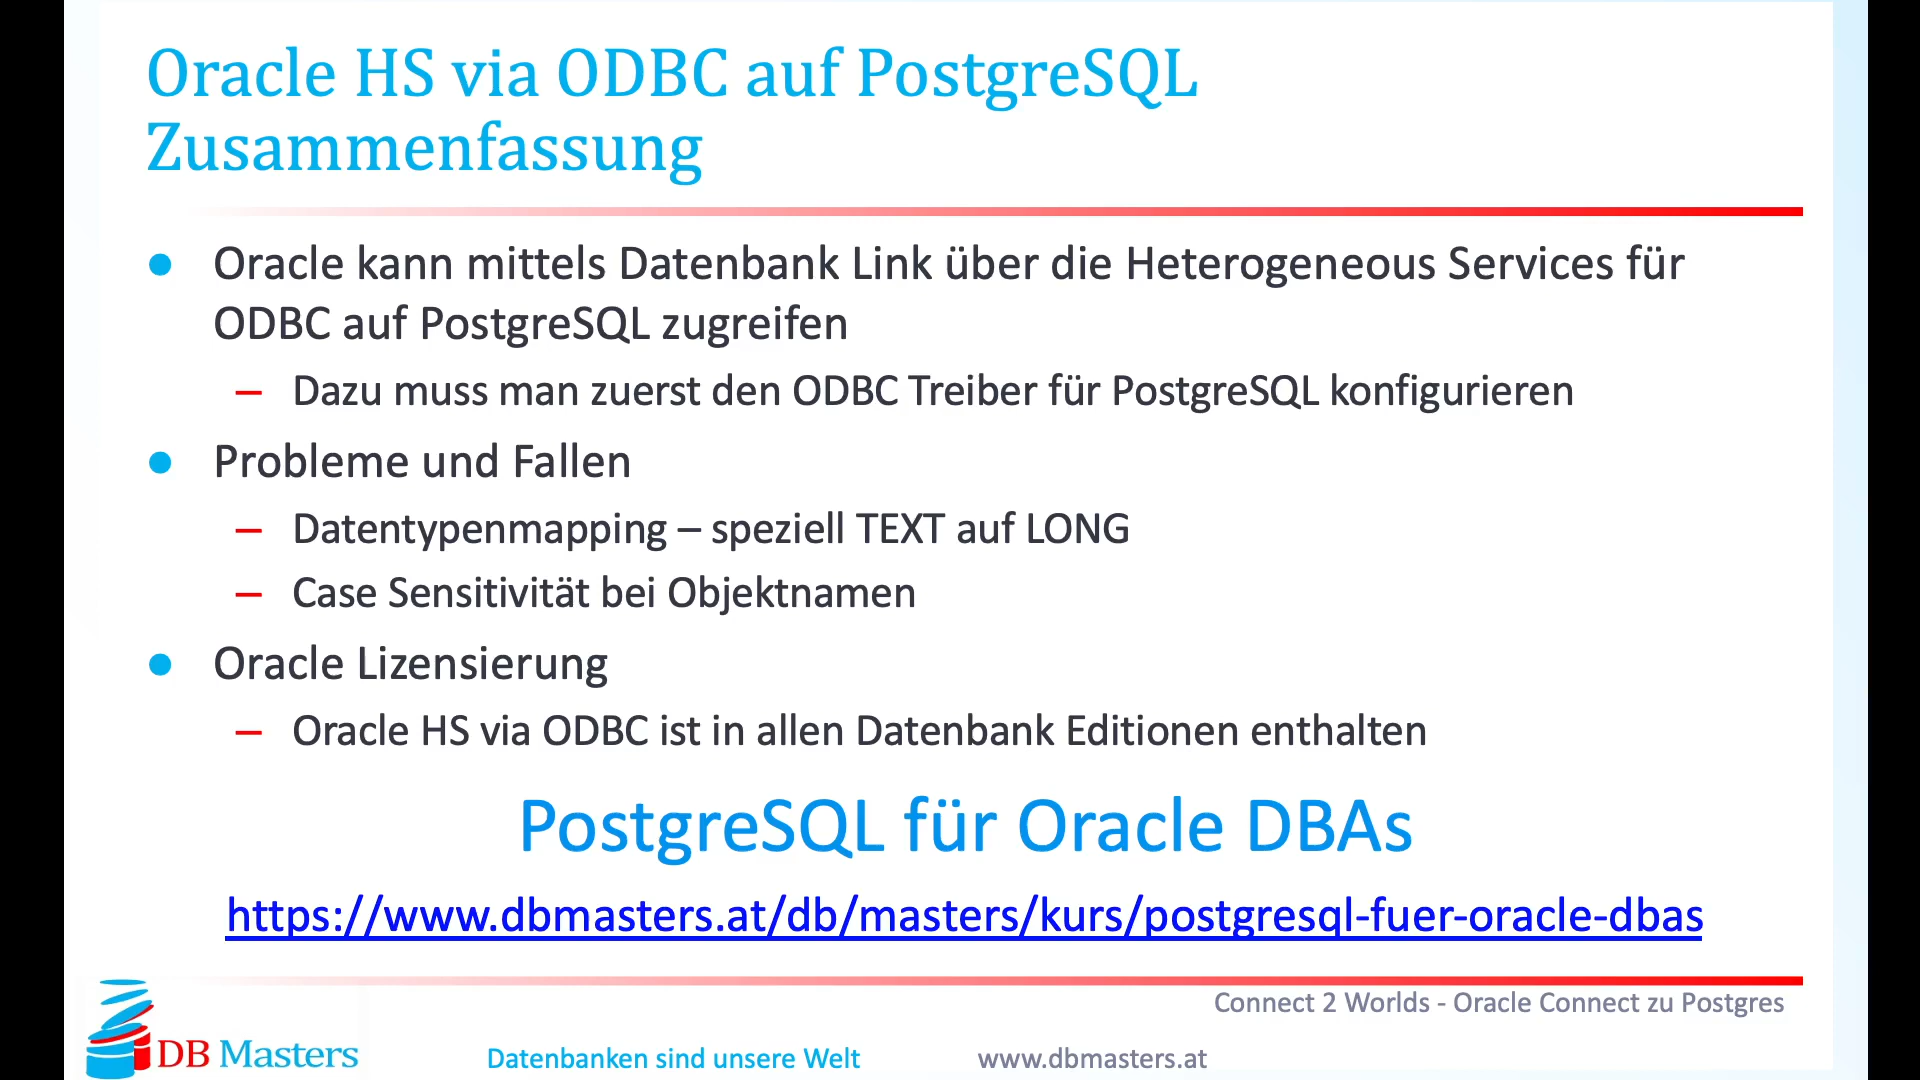 Oracle HS via ODBC auf PostgreSQL
Zusammenfassung
Oracle kann mittels Datenbank Link über die Heterogeneous Services für
ODBC auf PostgreSQL zugreifen
– Dazu muss man zuerst den ODBC Treiber für PostgreSQL konfigurieren
Probleme und Fallen
– Datentypenmapping – speziell TEXT auf LONG
– Case Sensitivität bei Objektnamen
Oracle Lizensierung
– Oracle HS via ODBC ist in allen Datenbank Editionen enthalten
PostgreSQL für Oracle DBAs
https://www.dbmasters.at/db/masters/kurs/postgresql-fuer-oracle-dbas
Connect 2 Worlds - Oracle Connect zu Postgres
DB Masters
Datenbanken sind unsere Welt
www.dbmasters.at